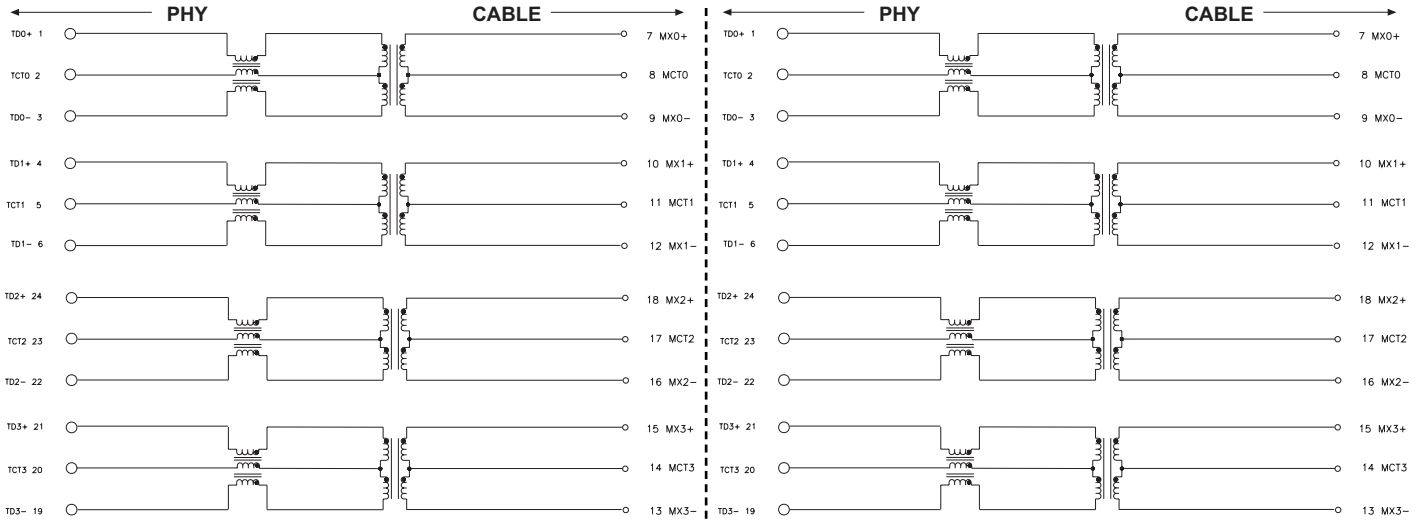 PHY CABLE
TD0+ 1 7 MX0+
TCT0 2 8 MCT0
TD0- 3 9 MX0-
TD1+ 4 10 MX1+
TCT1 5 11 MCT1
TD1- 6 12 MX1-
TD2+ 24 18 MX2+
TCT2 23 17 MCT2
TD2- 22 16 MX2-
TD3+ 21 15 MX3+
TCT3 20 14 MCT3
TD3- 19 13 MX3-
PHY CABLE
TD0+ 1 7 MX0+
TCT0 2 8 MCT0
TD0- 3 9 MX0-
TD1+ 4 10 MX1+
TCT1 5 11 MCT1
TD1- 6 12 MX1-
TD2+ 24 18 MX2+
TCT2 23 17 MCT2
TD2- 22 16 MX2-
TD3+ 21 15 MX3+
TCT3 20 14 MCT3
TD3- 19 13 MX3-